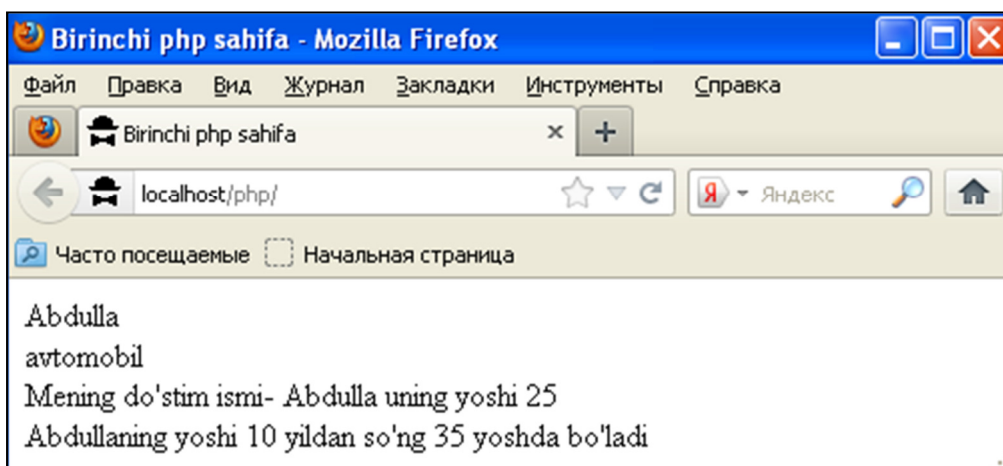 Birinchi php sahifa - Mozilla Firefox
Файл Правка Вид Журнал Закладки Инструменты Справка
Birinchi php sahifa
localhost/php/ Я Яндекс
Часто посещаемые Начальная страница
Abdulla
avtomobil
Mening do'stim ismi- Abdulla uning yoshi 25
Abdullaning yoshi 10 yildan so'ng 35 yoshda bo'ladi